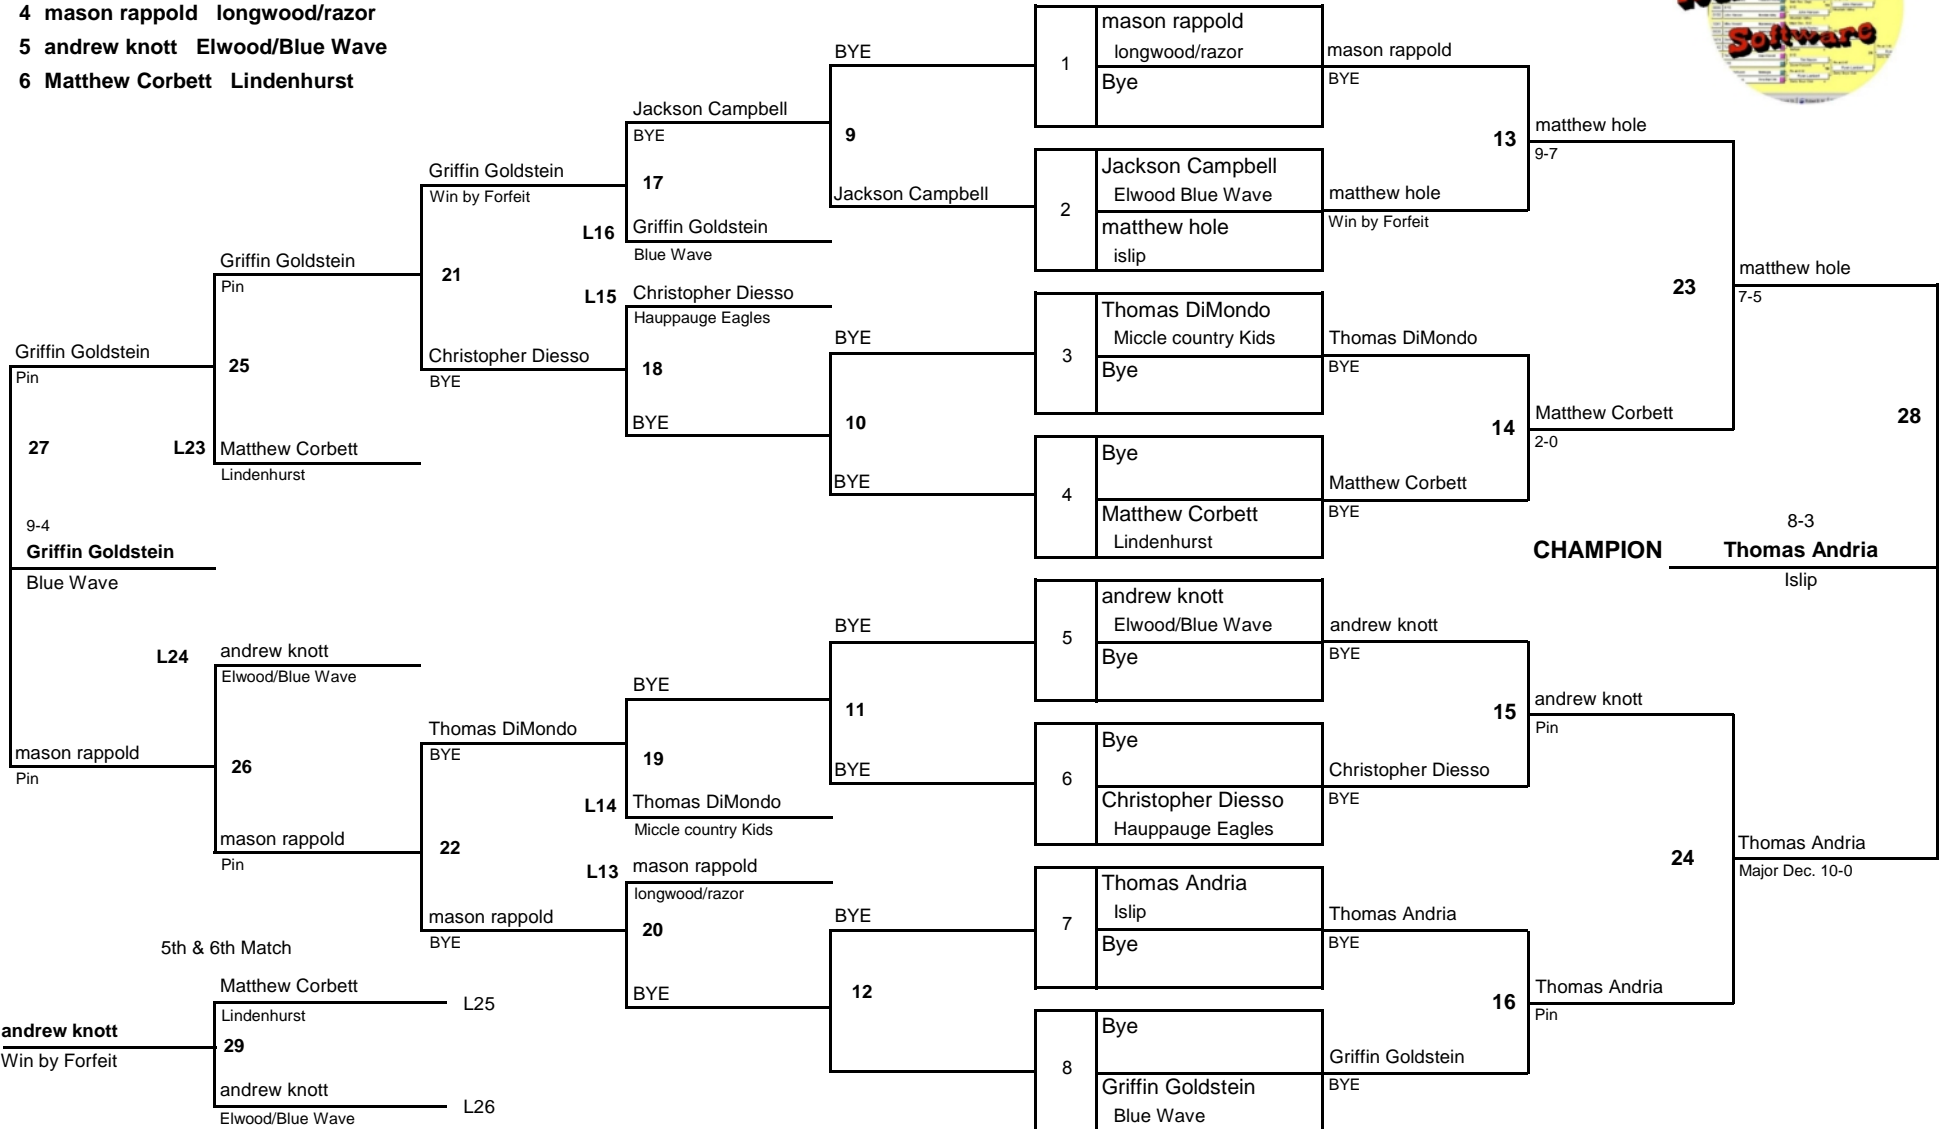 4 mason rappold longwood/razor
5 andrew knott Elwood/Blue Wave
6 Matthew Corbett Lindenhurst
Software
Griffin Goldstein
Pin
27
9-4
Griffin Goldstein
Blue Wave
mason rappold
Pin
5th & 6th Match
andrew knott
Win by Forfeit
Griffin Goldstein
Pin
25
L23 Matthew Corbett
Lindenhurst
L24 andrew knott
Elwood/Blue Wave
26
mason rappold
Pin
Matthew Corbett
Lindenhurst
L25
29
andrew knott
Elwood/Blue Wave
L26
Griffin Goldstein
Win by Forfeit
21
Christopher Diesso
BYE
Thomas DiMondo
BYE
22
mason rappold
BYE
Jackson Campbell
BYE
17
L16 Griffin Goldstein
Blue Wave
L15 Christopher Diesso
Hauppauge Eagles
18
BYE
BYE
19
L14 Thomas DiMondo
Miccle country Kids
L13 mason rappold
longwood/razor
20
BYE
BYE
9
Jackson Campbell
BYE
10
BYE
BYE
11
BYE
BYE
12
1
mason rappold
longwood/razor
Bye
2
Jackson Campbell
Elwood Blue Wave
matthew hole
islip
3
Thomas DiMondo
Miccle country Kids
Bye
4
Bye
Matthew Corbett
Lindenhurst
5
andrew knott
Elwood/Blue Wave
Bye
6
Bye
Christopher Diesso
Hauppauge Eagles
7
Thomas Andria
Islip
Bye
8
Bye
Griffin Goldstein
Blue Wave
mason rappold
BYE
13
matthew hole
Win by Forfeit
Thomas DiMondo
BYE
14
Matthew Corbett
BYE
andrew knott
BYE
15
Christopher Diesso
BYE
Thomas Andria
BYE
16
Griffin Goldstein
BYE
matthew hole
9-7
23
Matthew Corbett
2-0
andrew knott
Pin
24
Thomas Andria
Pin
matthew hole
7-5
28
8-3
CHAMPION Thomas Andria
Islip
Thomas Andria
Major Dec. 10-0